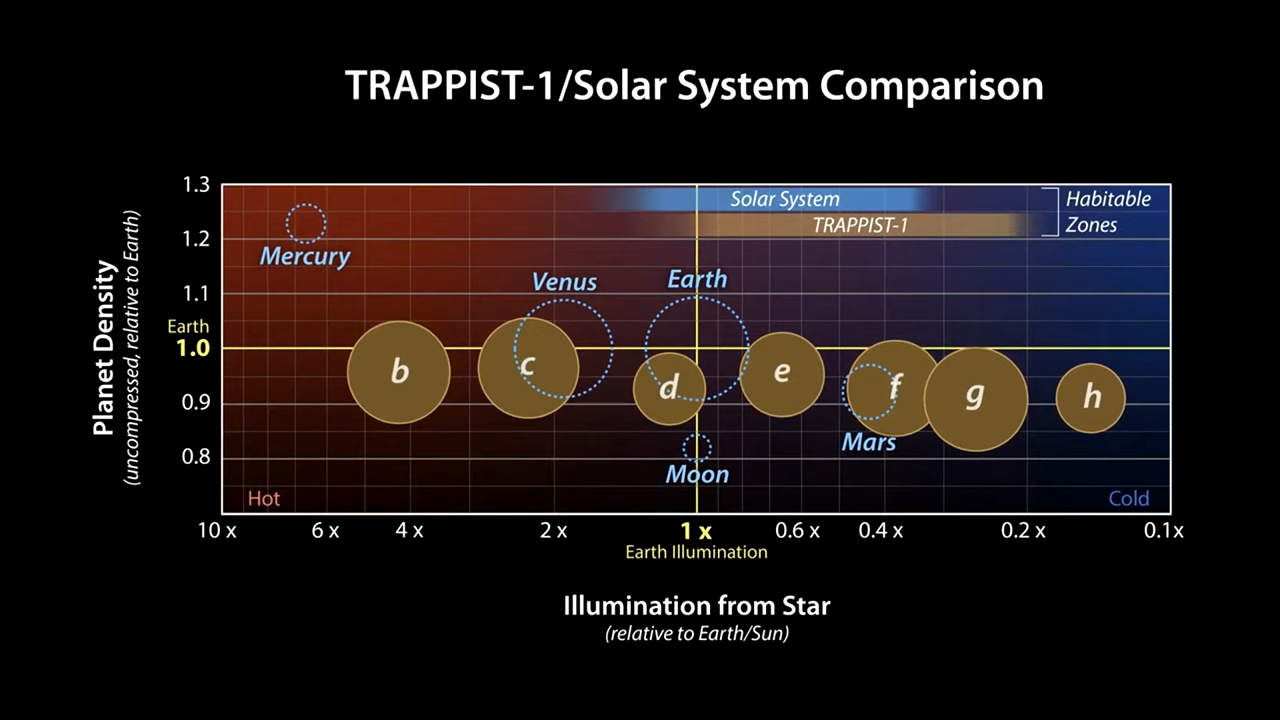 TRAPPIST-1/Solar System Comparison
Planet Density
(uncompressed, relative to Earth)
1.3
1.2
1.1
Earth
1.0
0.9
0.8
Solar System
TRAPPIST-1
Habitable
Zones
Mercury
Venus
Earth
b
c
d
e
f
g
h
Mars
Moon
Hot
Cold
10 x
6 x
4 x
2 x
1 x
0.6 x
0.4 x
0.2 x
0.1x
Earth Illumination
Illumination from Star
(relative to Earth/Sun)